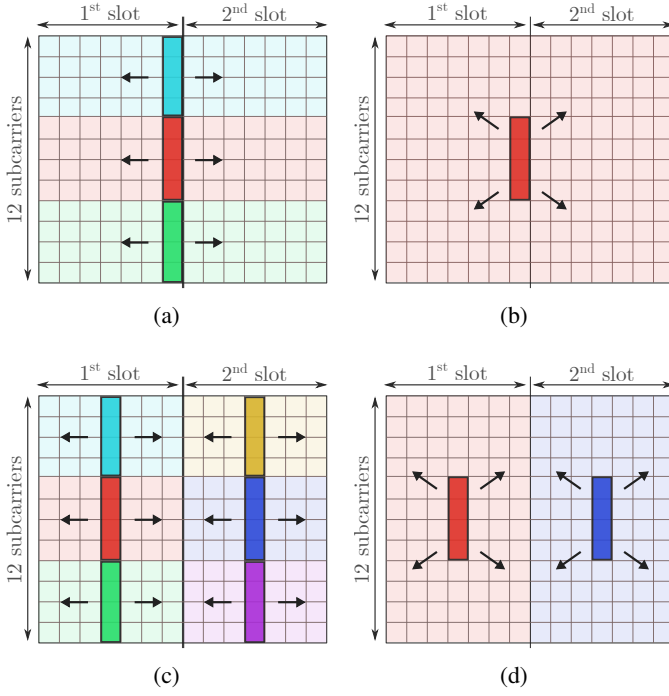 1st slot 2nd slot 1st slot 2nd slot
12 subcarriers 12 subcarriers
(a) (b)
1st slot 2nd slot 1st slot 2nd slot
12 subcarriers 12 subcarriers
(c) (d)